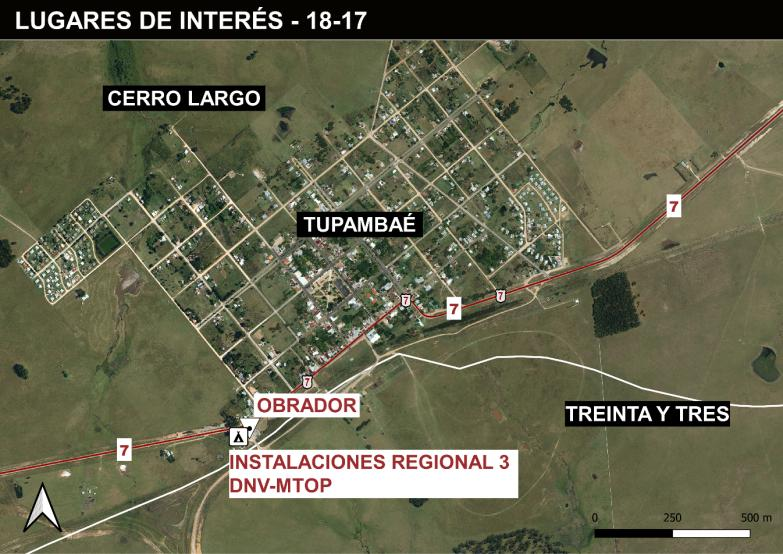 LUGARES DE INTERÉS - 18-17
CERRO LARGO
7
TUPAMBAÉ
7
7
7
7
OBRADOR
TREINTA Y TRES
7
INSTALACIONES REGIONAL 3
DNV-MTOP
0 250 500 m